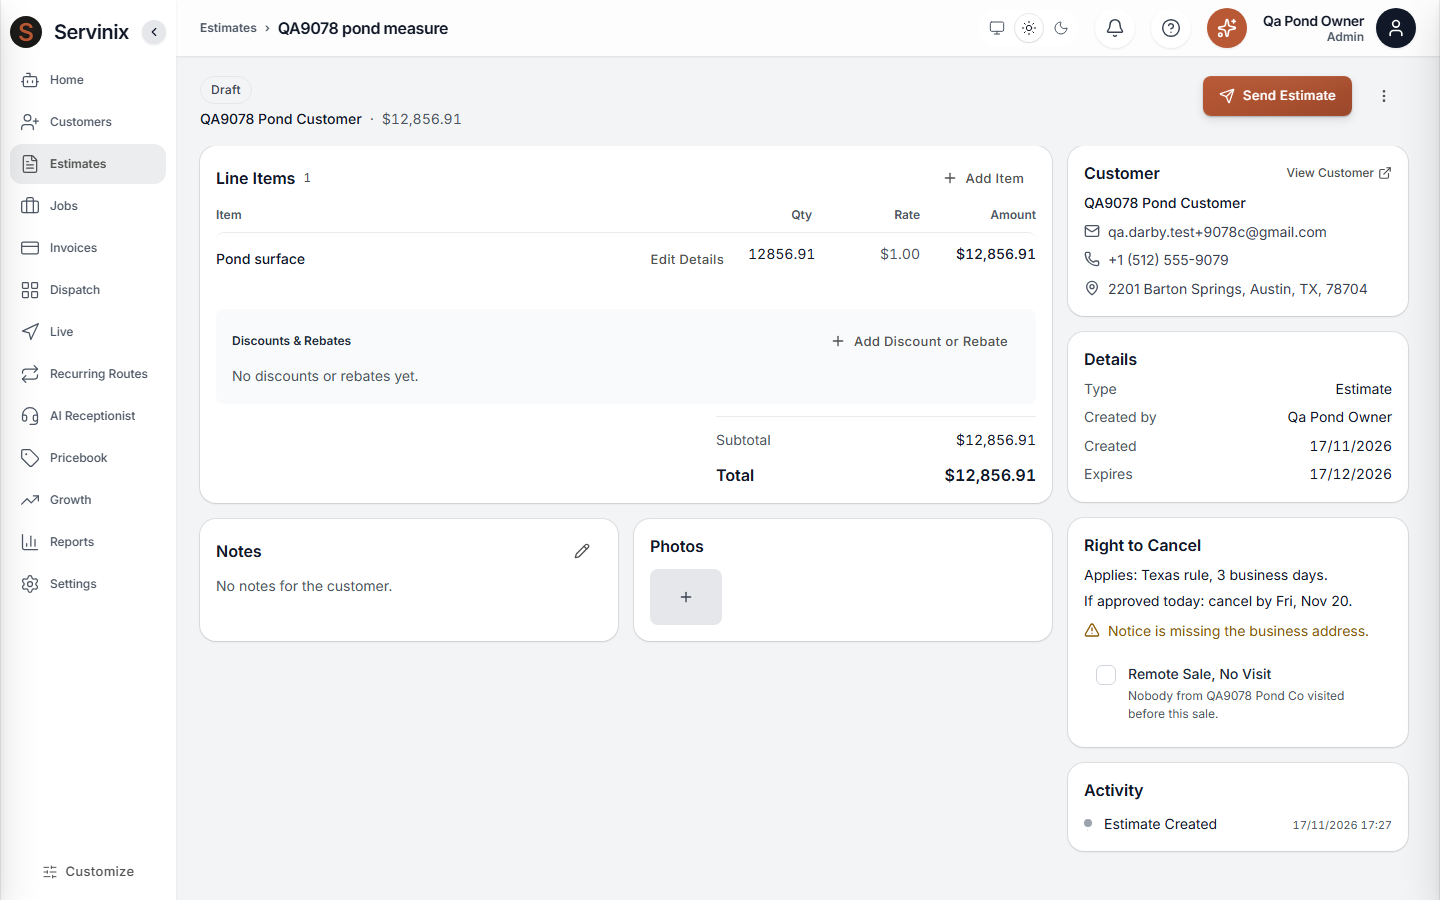 S Servinix
Estimates › QA9078 pond measure
Qa Pond Owner
Admin
Home
Customers
Estimates
Jobs
Invoices
Dispatch
Live
Recurring Routes
AI Receptionist
Pricebook
Growth
Reports
Settings
Customize
Draft
QA9078 Pond Customer · $12,856.91
Send Estimate
Line Items 1
+ Add Item
Item Qty Rate Amount
Pond surface Edit Details 12856.91 $1.00 $12,856.91
Discounts & Rebates
+ Add Discount or Rebate
No discounts or rebates yet.
Subtotal $12,856.91
Total $12,856.91
Notes
No notes for the customer.
Photos
+
Customer View Customer
QA9078 Pond Customer
qa.darby.test+9078c@gmail.com
+1 (512) 555-9079
2201 Barton Springs, Austin, TX, 78704
Details
Type Estimate
Created by Qa Pond Owner
Created 17/11/2026
Expires 17/12/2026
Right to Cancel
Applies: Texas rule, 3 business days.
If approved today: cancel by Fri, Nov 20.
Notice is missing the business address.
Remote Sale, No Visit
Nobody from QA9078 Pond Co visited
before this sale.
Activity
Estimate Created 17/11/2026 17:27